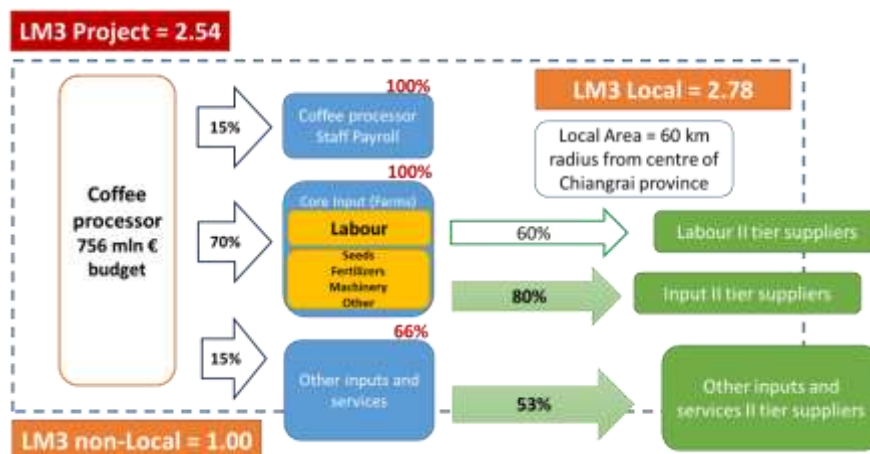 LM3 Project = 2.54
100%
LM3 Local = 2.78
15%
Coffee processor
Staff Payroll
Local Area = 60 km
radius from centre of
Chiangrai province
100%
Coffee
processor
756 mln €
budget
70%
Core Input (Farms)
Labour
Seeds
Fertilizers
Machinery
Other
60%
Labour II tier suppliers
80%
Input II tier suppliers
66%
15%
Other inputs and
services
53%
Other inputs and
services II tier suppliers
LM3 non-Local = 1.00